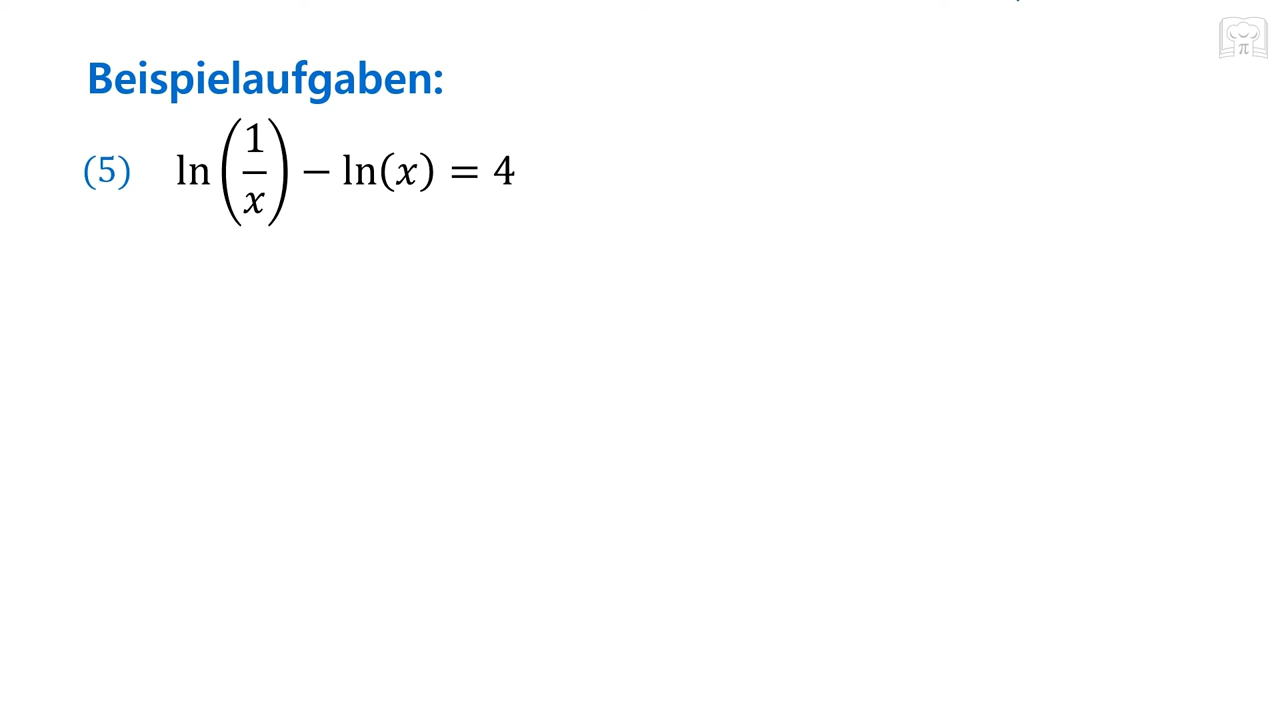 Beispielaufgaben:
(5) ln(1/x) − ln(x) = 4
π